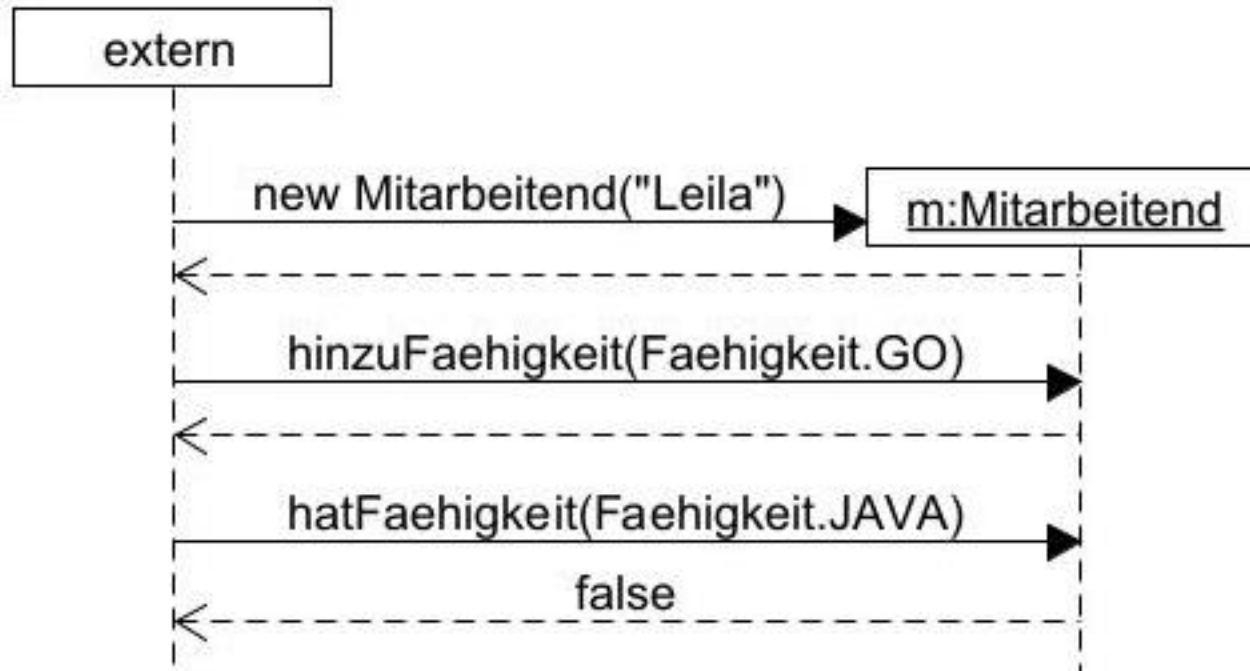 extern
new Mitarbeitend("Leila")
m:Mitarbeitend
hinzuFaehigkeit(Faehigkeit.GO)
hatFaehigkeit(Faehigkeit.JAVA)
false